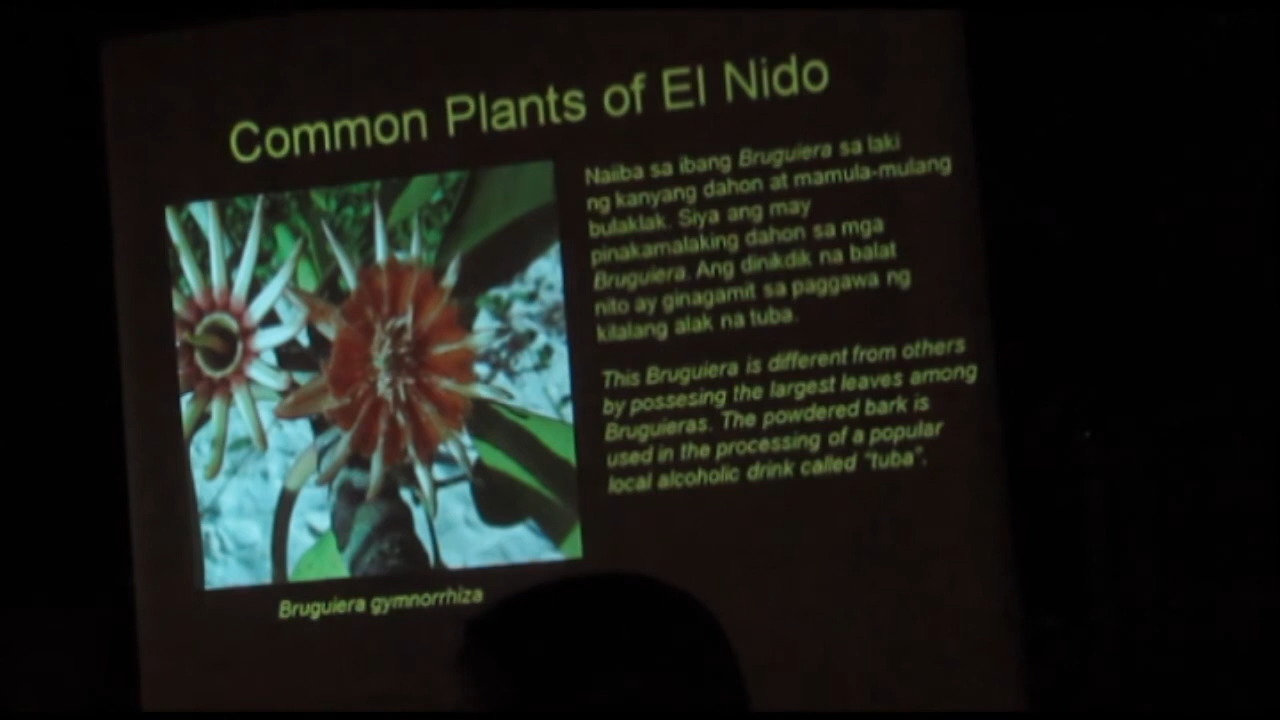 Common Plants of El Nido
Naiiba sa ibang Bruguiera sa laki
ng kanyang dahon at mamula-mulang
bulaklak. Siya ang may
pinakamalaking dahon sa mga
Bruguiera. Ang dinikdik na balat
nito ay ginagamit sa paggawa ng
kilalang alak na tuba.
This Bruguiera is different from others
by possesing the largest leaves among
Bruguieras. The powdered bark is
used in the processing of a popular
local alcoholic drink called "tuba".
Bruguiera gymnorrhiza